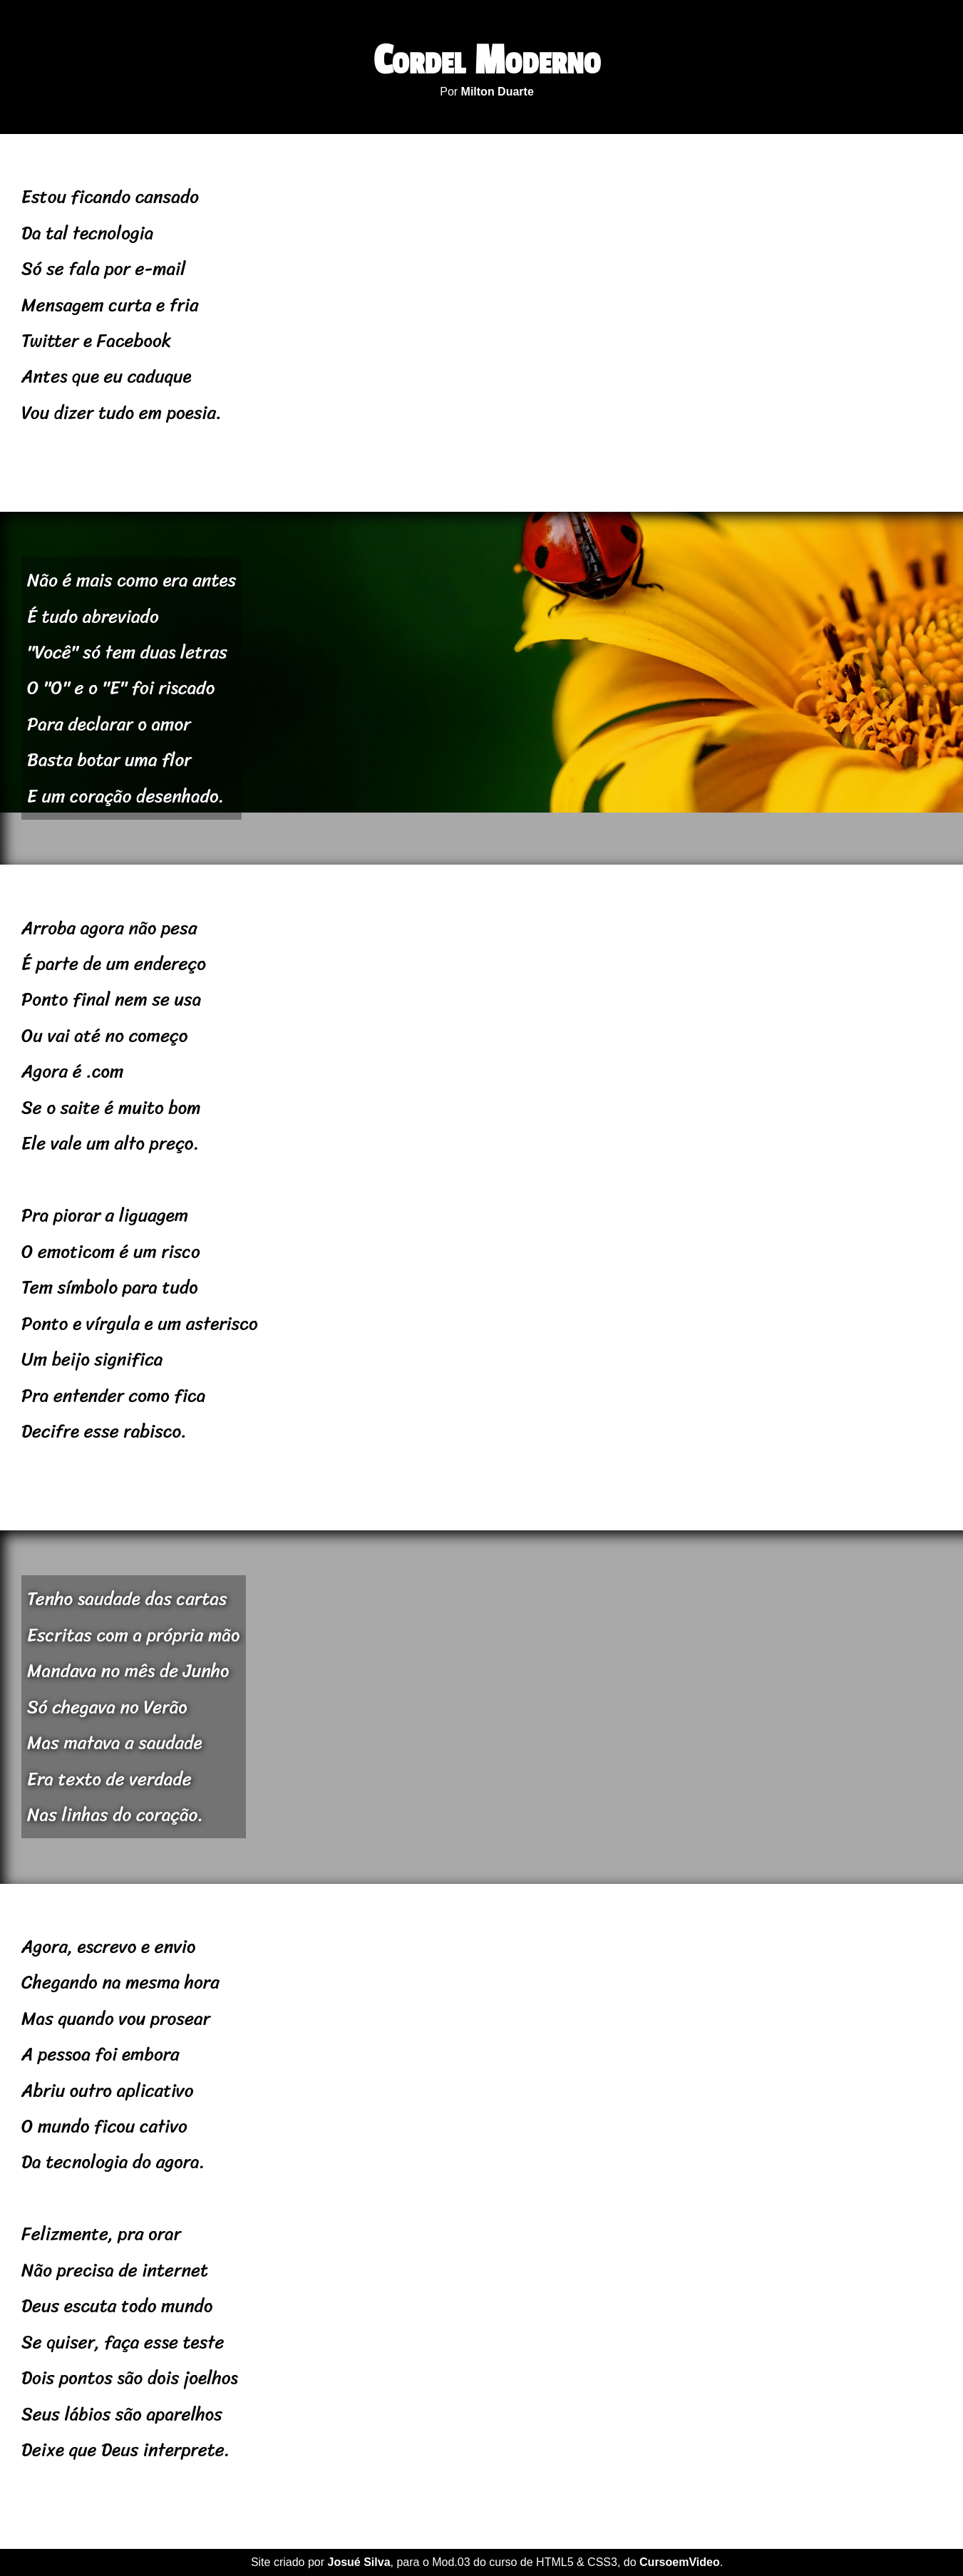 Cordel Moderno
Por Milton Duarte
Estou ficando cansado
Da tal tecnologia
Só se fala por e-mail
Mensagem curta e fria
Twitter e Facebook
Antes que eu caduque
Vou dizer tudo em poesia.
Não é mais como era antes
É tudo abreviado
"Você" só tem duas letras
O "O" e o "E" foi riscado
Para declarar o amor
Basta botar uma flor
E um coração desenhado.
Arroba agora não pesa
É parte de um endereço
Ponto final nem se usa
Ou vai até no começo
Agora é .com
Se o saite é muito bom
Ele vale um alto preço.
Pra piorar a liguagem
O emoticom é um risco
Tem símbolo para tudo
Ponto e vírgula e um asterisco
Um beijo significa
Pra entender como fica
Decifre esse rabisco.
Tenho saudade das cartas
Escritas com a própria mão
Mandava no mês de Junho
Só chegava no Verão
Mas matava a saudade
Era texto de verdade
Nas linhas do coração.
Agora, escrevo e envio
Chegando na mesma hora
Mas quando vou prosear
A pessoa foi embora
Abriu outro aplicativo
O mundo ficou cativo
Da tecnologia do agora.
Felizmente, pra orar
Não precisa de internet
Deus escuta todo mundo
Se quiser, faça esse teste
Dois pontos são dois joelhos
Seus lábios são aparelhos
Deixe que Deus interprete.
Site criado por Josué Silva, para o Mod.03 do curso de HTML5 & CSS3, do CursoemVideo.